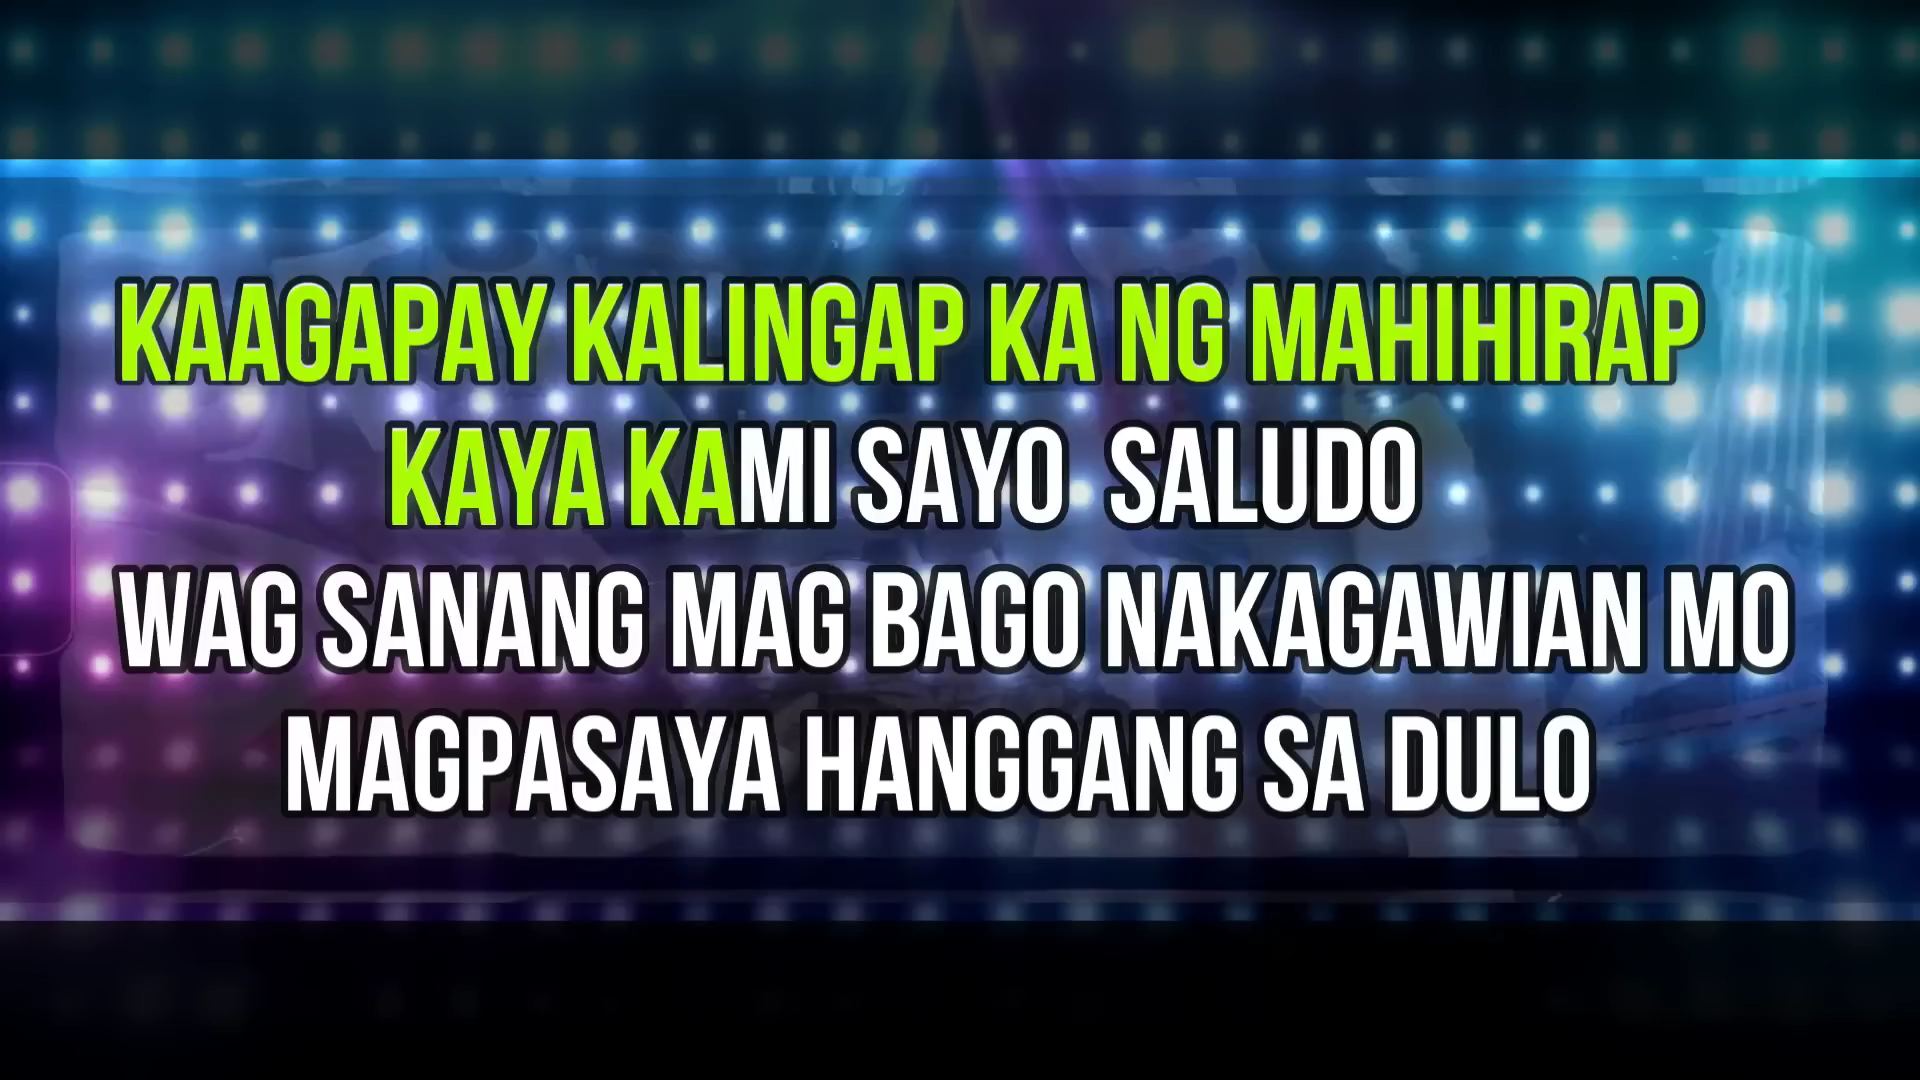 KAAGAPAY KALINGAP KA NG MAHIHIRAP
KAYA KAMI SAYO SALUDO
WAG SANANG MAG BAGO NAKAGAWIAN MO
MAGPASAYA HANGGANG SA DULO